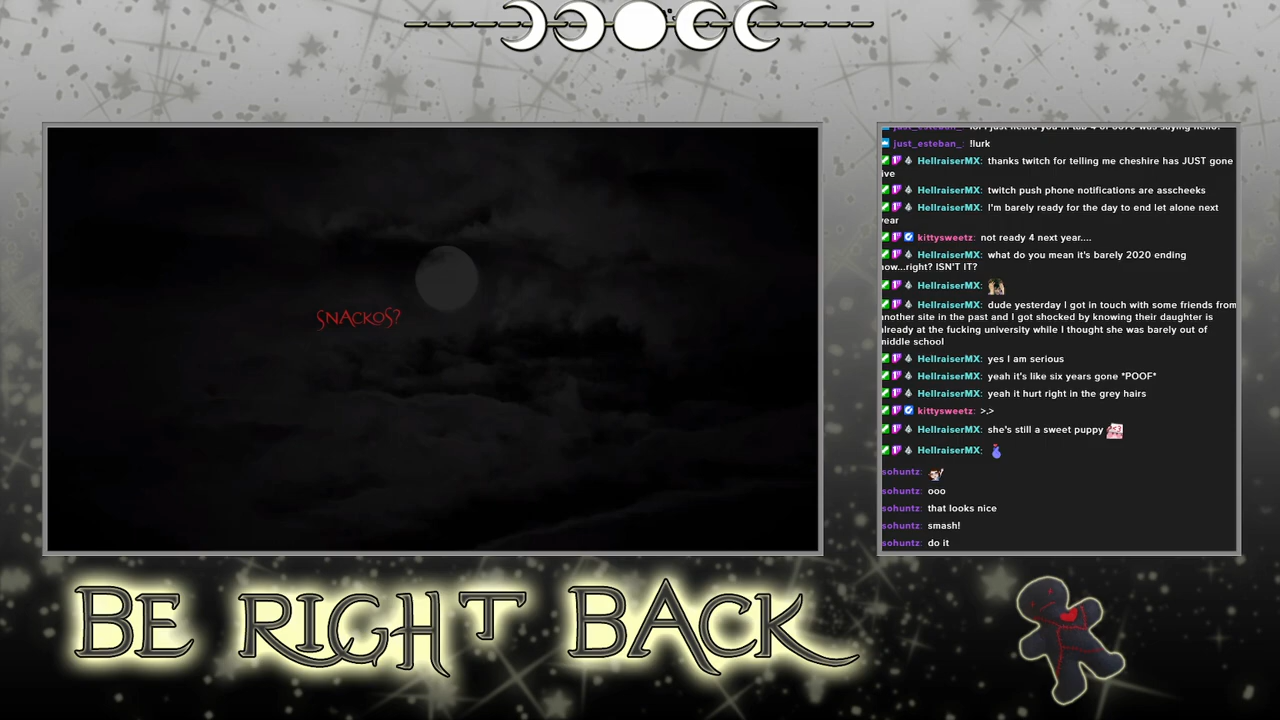 just_esteban_: !lurk
HellraiserMX: thanks twitch for telling me cheshire has JUST gone
ive
HellraiserMX: twitch push phone notifications are asscheeks
HellraiserMX: I'm barely ready for the day to end let alone next
year
kittysweetz: not ready 4 next year....
HellraiserMX: what do you mean it's barely 2020 ending
now...right? ISN'T IT?
HellraiserMX:
HellraiserMX: dude yesterday I got in touch with some friends from
another site in the past and I got shocked by knowing their daughter is
already at the fucking university while I thought she was barely out of
middle school
HellraiserMX: yes I am serious
HellraiserMX: yeah it's like six years gone *POOF*
HellraiserMX: yeah it hurt right in the grey hairs
kittysweetz: >.>
HellraiserMX: she's still a sweet puppy
HellraiserMX:
sohuntz:
sohuntz: ooo
sohuntz: that looks nice
sohuntz: smash!
sohuntz: do it
SNACKOS?
BE RIGHT BACK